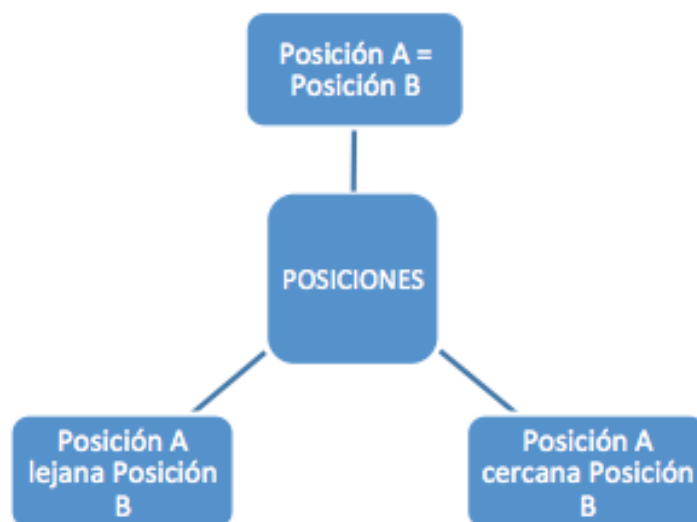 Posición A =
Posición B
POSICIONES
Posición A
lejana Posición
B
Posición A
cercana Posición
B